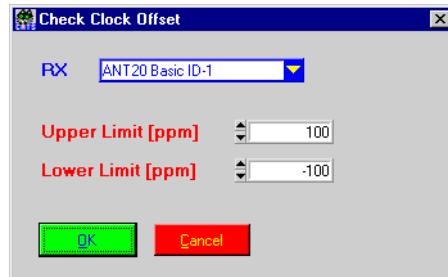 Check Clock Offset
RX ANT20 Basic ID-1
Upper Limit [ppm] 100
Lower Limit [ppm] -100
OK Cancel